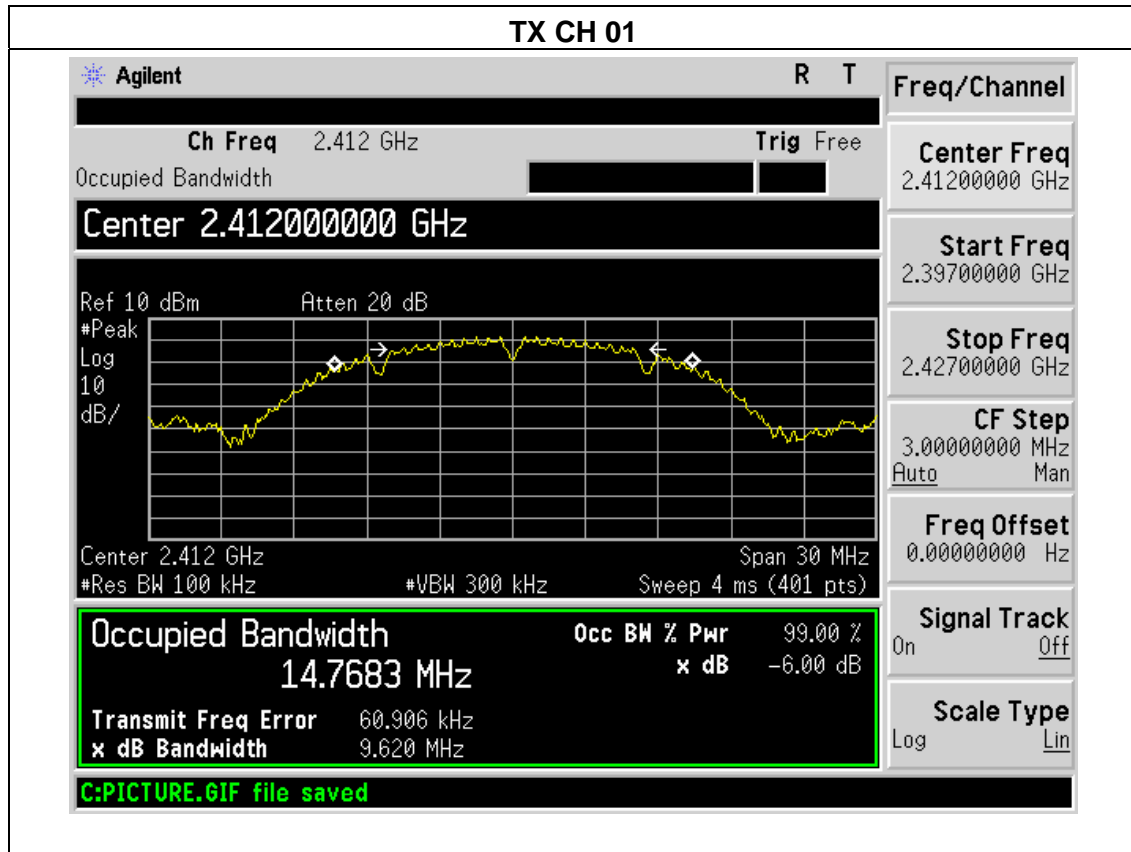 TX CH 01
Agilent R T
Freq/Channel
Ch Freq 2.412 GHz Trig Free
Occupied Bandwidth
Center 2.412000000 GHz
Ref 10 dBm Atten 20 dB
#Peak
Log
10
dB/
Center 2.412 GHz Span 30 MHz
#Res BW 100 kHz #VBW 300 kHz Sweep 4 ms (401 pts)
Occupied Bandwidth Occ BW % Pwr 99.00 %
14.7683 MHz x dB -6.00 dB
Transmit Freq Error 60.906 kHz
x dB Bandwidth 9.620 MHz
C:PICTURE.GIF file saved
Center Freq
2.41200000 GHz
Start Freq
2.39700000 GHz
Stop Freq
2.42700000 GHz
CF Step
3.00000000 MHz
Auto Man
Freq Offset
0.00000000 Hz
Signal Track
On Off
Scale Type
Log Lin